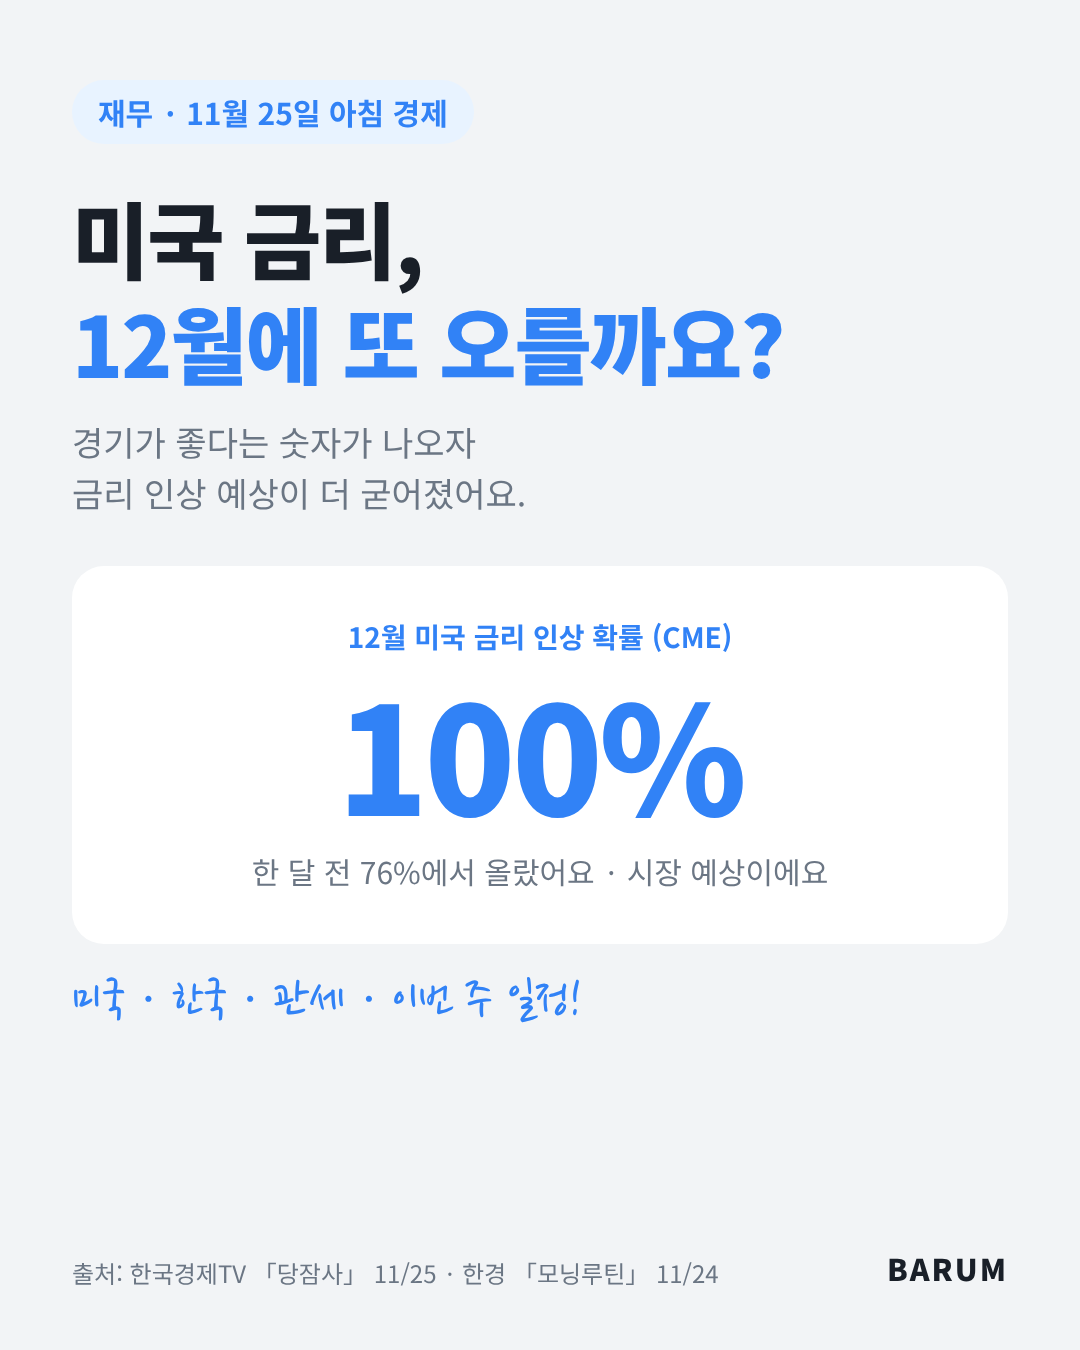 재무 · 11월 25일 아침 경제
미국 금리,
12월에 또 오를까요?
경기가 좋다는 숫자가 나오자
금리 인상 예상이 더 굳어졌어요.
12월 미국 금리 인상 확률 (CME)
100%
한 달 전 76%에서 올랐어요 · 시장 예상이에요
미국 · 한국 · 관세 · 이번 주 일정!
출처: 한국경제TV 「당잠사」 11/25 · 한경 「모닝루틴」 11/24
BARUM